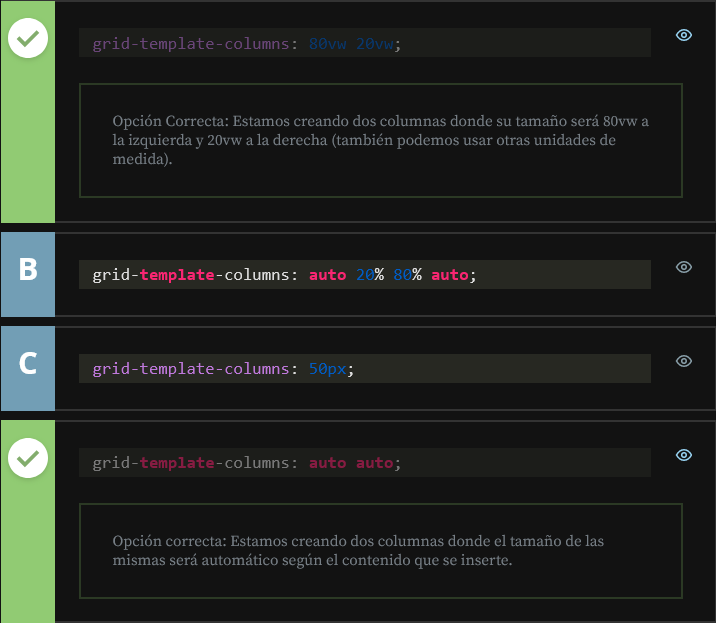 grid-template-columns: 80vw 20vw;
Opción Correcta: Estamos creando dos columnas donde su tamaño será 80vw a
la izquierda y 20vw a la derecha (también podemos usar otras unidades de
medida).
B
grid-template-columns: auto 20% 80% auto;
C
grid-template-columns: 50px;
grid-template-columns: auto auto;
Opción correcta: Estamos creando dos columnas donde el tamaño de las
mismas será automático según el contenido que se inserte.